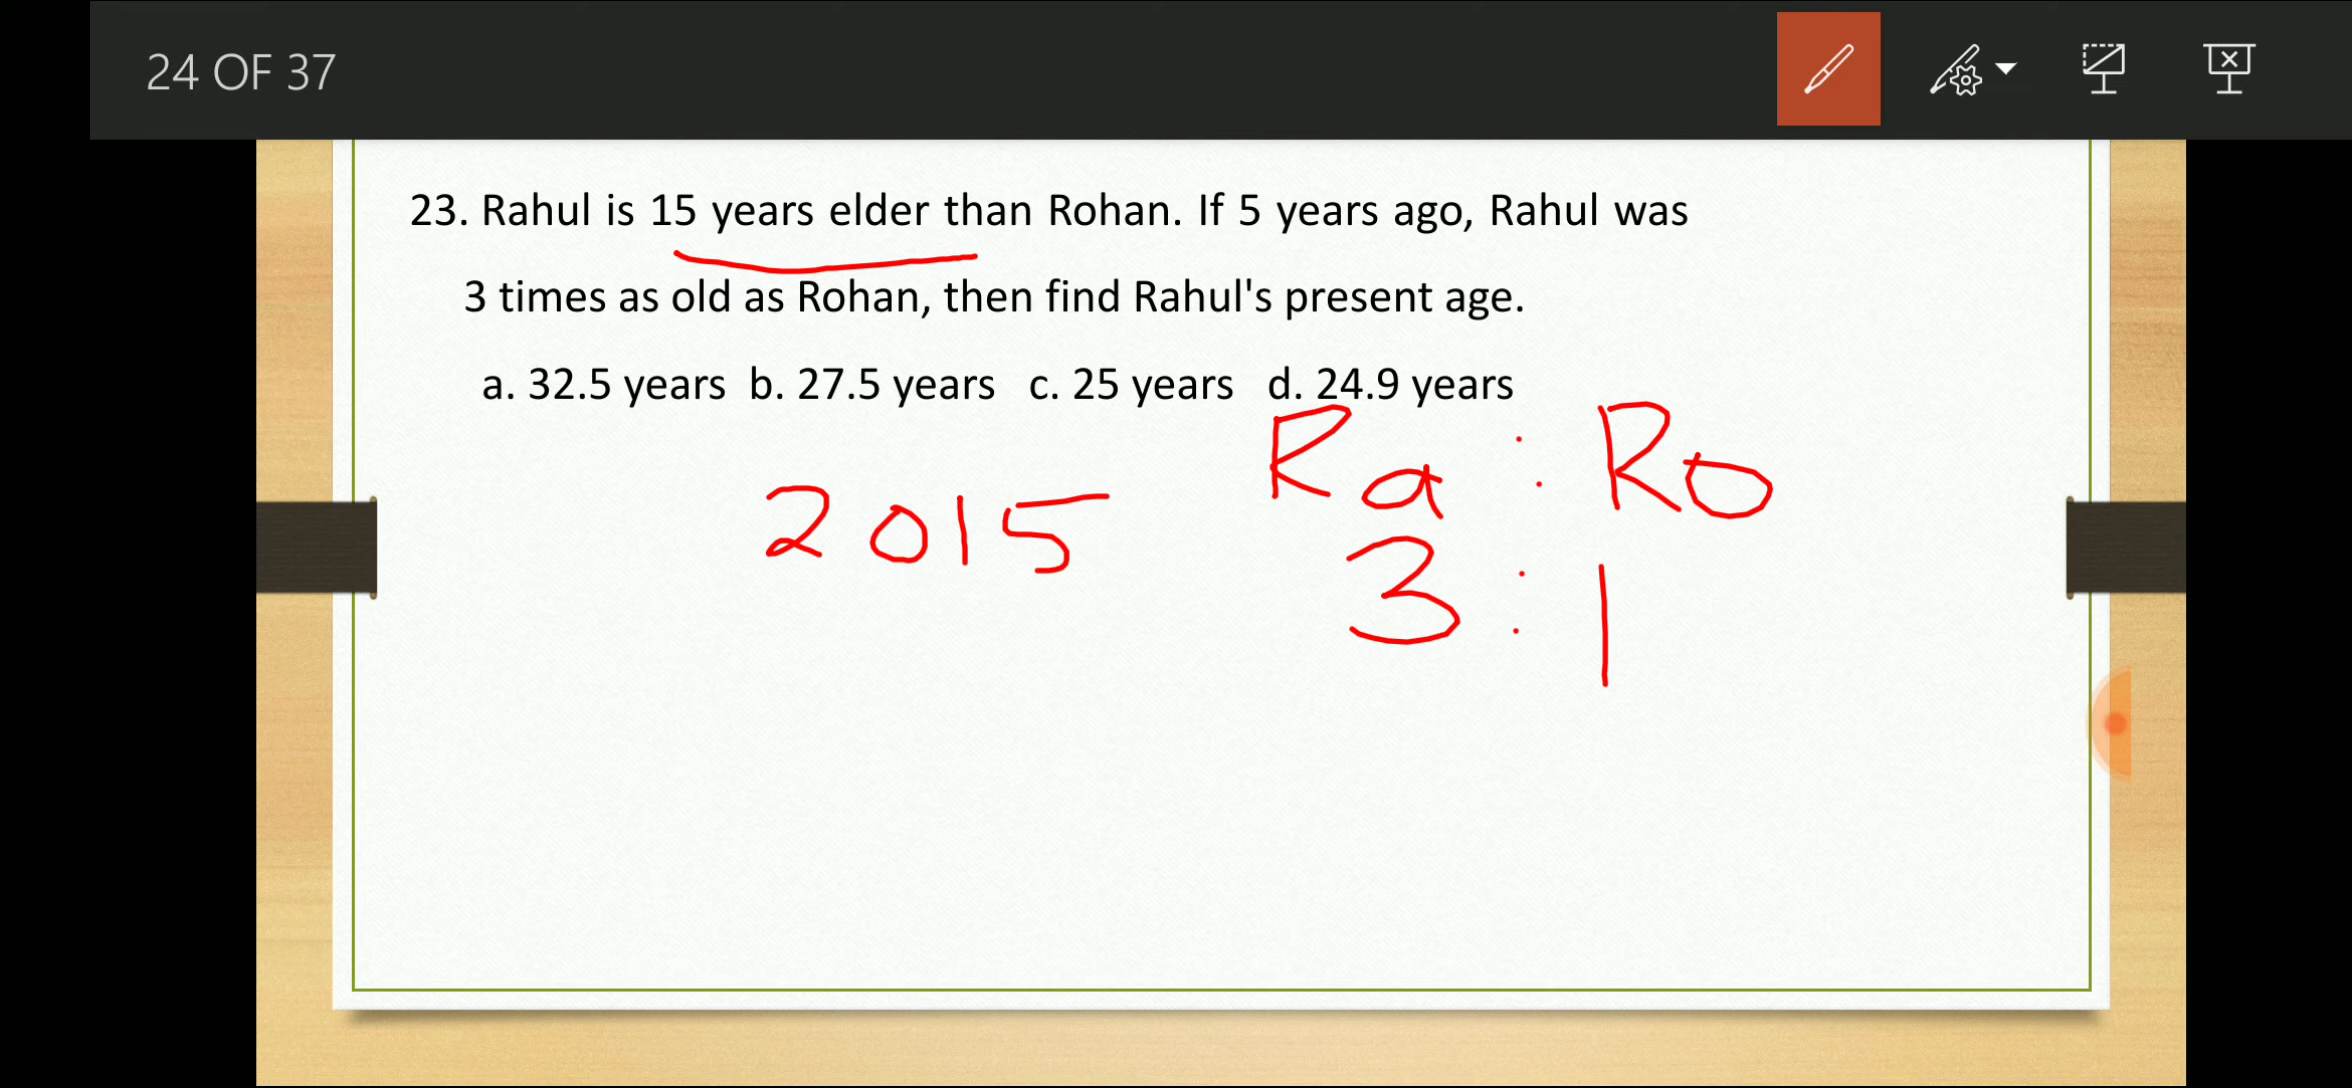 24 OF 37
23. Rahul is 15 years elder than Rohan. If 5 years ago, Rahul was
3 times as old as Rohan, then find Rahul's present age.
a. 32.5 years b. 27.5 years c. 25 years d. 24.9 years
Ra : Ro
2015
3 : 1